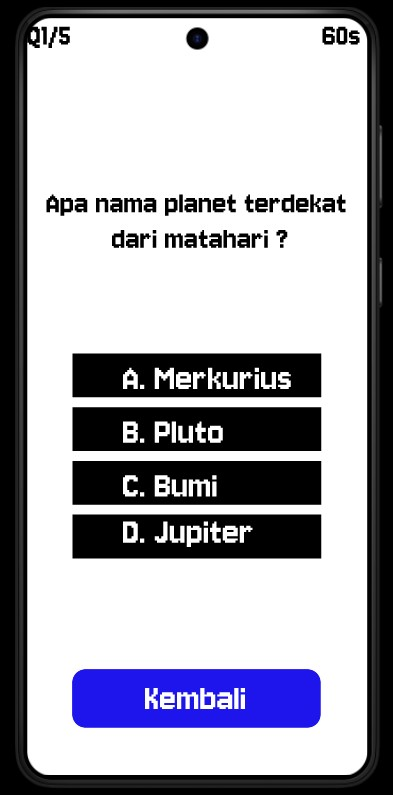 Q1/5
60s
Apa nama planet terdekat
dari matahari ?
A. Merkurius
B. Pluto
C. Bumi
D. Jupiter
Kembali